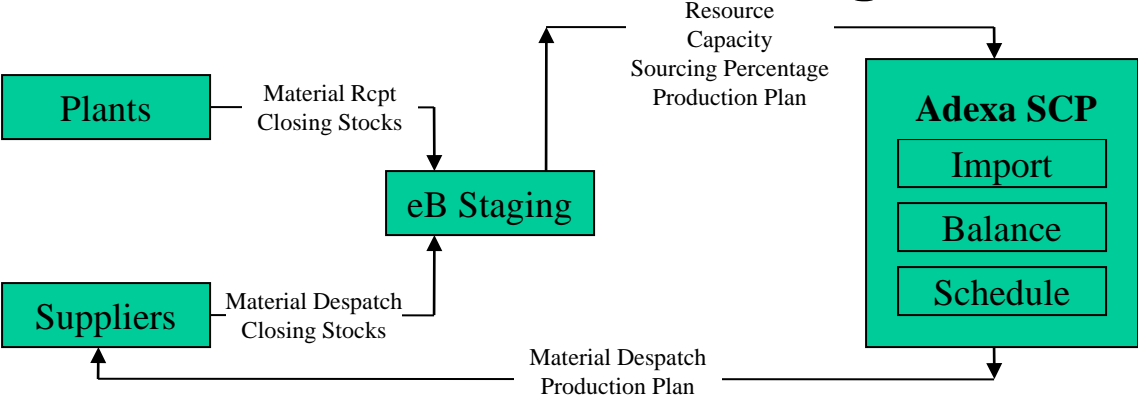 Resource
Capacity
Sourcing Percentage
Production Plan
Plants
Material Rcpt
Closing Stocks
Adexa SCP
Import
eB Staging
Balance
Suppliers
Material Despatch
Closing Stocks
Schedule
Material Despatch
Production Plan